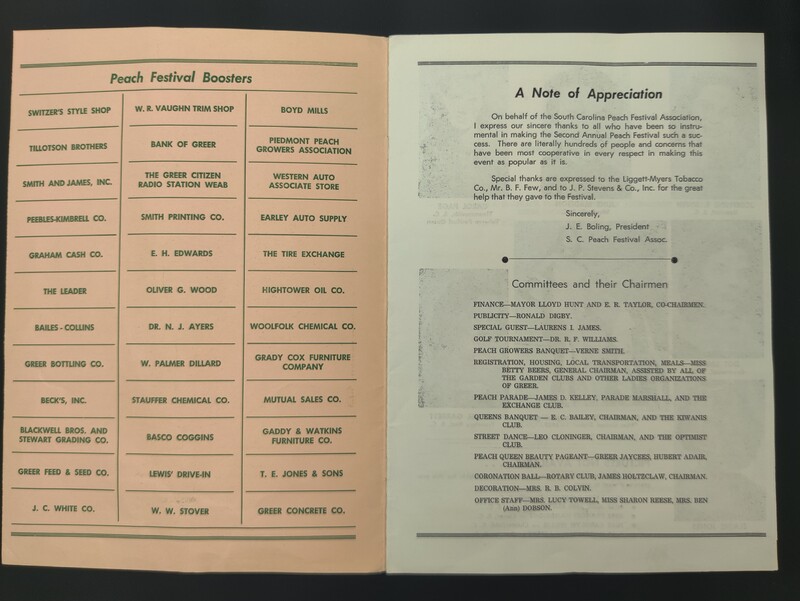 Peach Festival Boosters
SWITZER'S STYLE SHOP
TILLOTSON BROTHERS
SMITH AND JAMES, INC.
PEEBLES-KIMBRELL CO.
GRAHAM CASH CO.
THE LEADER
BAILES - COLLINS
GREER BOTTLING CO.
BECK'S, INC.
BLACKWELL BROS. AND
STEWART GRADING CO.
GREER FEED & SEED CO.
J. C. WHITE CO.
W. R. VAUGHN TRIM SHOP
BANK OF GREER
THE GREER CITIZEN
RADIO STATION WEAB
SMITH PRINTING CO.
E. H. EDWARDS
OLIVER G. WOOD
DR. N. J. AYERS
W. PALMER DILLARD
STAUFFER CHEMICAL CO.
BASCO COGGINS
LEWIS' DRIVE-IN
W. W. STOVER
BOYD MILLS
PIEDMONT PEACH
GROWERS ASSOCIATION
WESTERN AUTO
ASSOCIATE STORE
EARLEY AUTO SUPPLY
THE TIRE EXCHANGE
HIGHTOWER OIL CO.
WOOLFOLK CHEMICAL CO.
GRADY COX FURNITURE
COMPANY
MUTUAL SALES CO.
GADDY & WATKINS
FURNITURE CO.
T. E. JONES & SONS
GREER CONCRETE CO.
A Note of Appreciation
On behalf of the South Carolina Peach Festival Association,
I express our sincere thanks to all who have been so instru-
mental in making the Second Annual Peach Festival such a suc-
cess. There are literally hundreds of people and concerns that
have been most cooperative in every respect in making this
event as popular as it is.
Special thanks are expressed to the Liggett-Myers Tobacco
Co., Mr. B. F. Few, and to J. P. Stevens & Co., Inc. for the great
help that they gave to the Festival.
Sincerely,
J. E. Boling, President
S. C. Peach Festival Assoc.
Committees and their Chairmen
FINANCE—MAYOR LLOYD HUNT AND E. R. TAYLOR, CO-CHAIRMEN.
PUBLICITY—RONALD DIGBY.
SPECIAL GUEST—LAURENS I. JAMES.
GOLF TOURNAMENT—DR. R. F. WILLIAMS.
PEACH GROWERS BANQUET—VERNE SMITH.
REGISTRATION, HOUSING, LOCAL TRANSPORTATION, MEALS—MISS
BETTY BEERS, GENERAL CHAIRMAN, ASSISTED BY ALL OF
THE GARDEN CLUBS AND OTHER LADIES ORGANIZATIONS
OF GREER.
PEACH PARADE—JAMES D. KELLEY, PARADE MARSHALL, AND THE
EXCHANGE CLUB.
QUEENS BANQUET — E. C. BAILEY, CHAIRMAN, AND THE KIWANIS
CLUB.
STREET DANCE—LEO CLONINGER, CHAIRMAN, AND THE OPTIMIST
CLUB.
PEACH QUEEN BEAUTY PAGEANT—GREER JAYCEES, HUBERT ADAIR,
CHAIRMAN.
CORONATION BALL—ROTARY CLUB, JAMES HOLTZCLAW, CHAIRMAN.
DECORATION—MRS. R. B. COLVIN.
OFFICE STAFF—MRS. LUCY TOWELL, MISS SHARON REESE, MRS. BEN
(Ann) DOBSON.